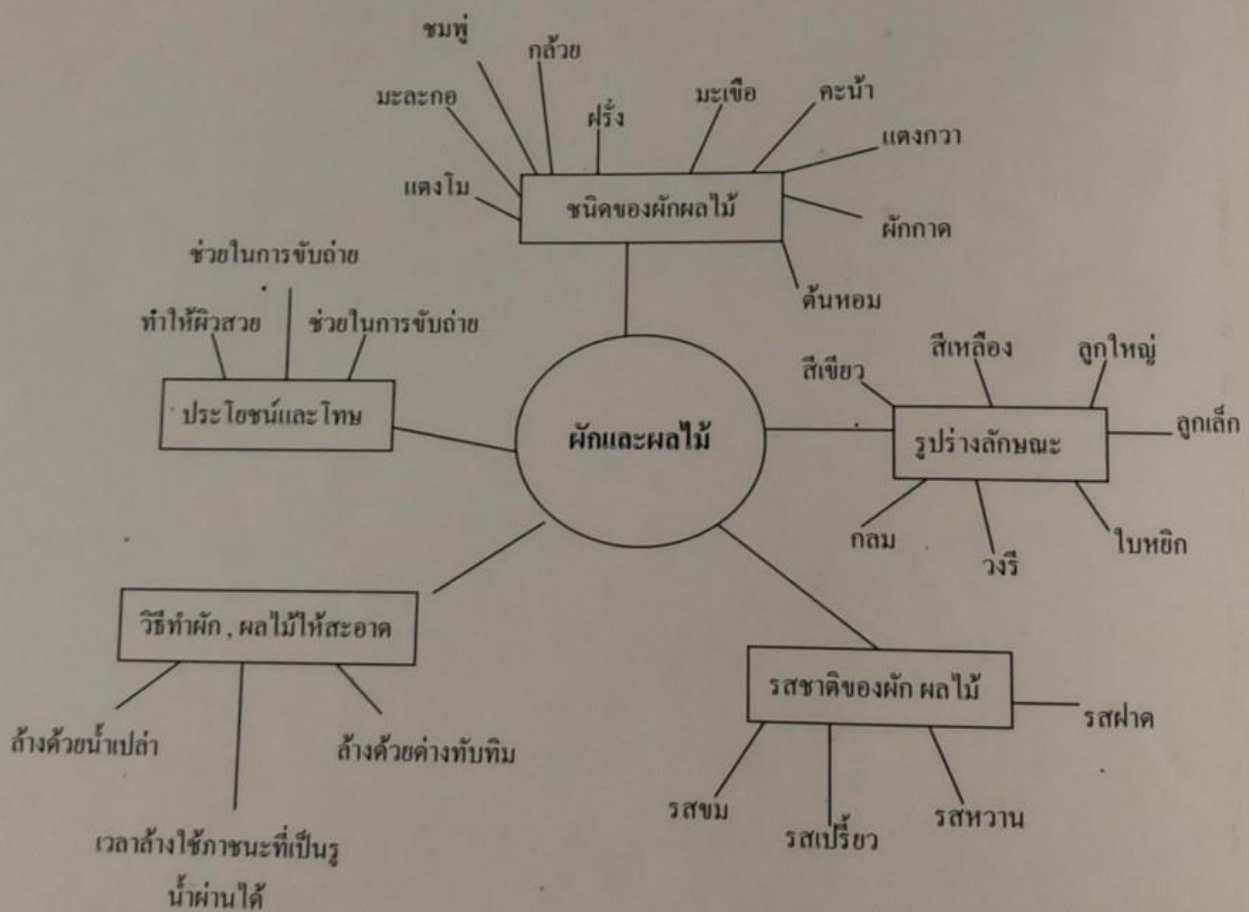 ชมพู่
กล้วย
มะละกอ
ฝรั่ง
มะเขือ
คะน้า
แตงกวา
แตงโม
ชนิดของผักผลไม้
ผักกาด
ต้นหอม
ช่วยในการขับถ่าย
ทำให้ผิวสวย
ช่วยในการขับถ่าย
ประโยชน์และโทษ
ผักและผลไม้
สีเขียว
สีเหลือง
ลูกใหญ่
ลูกเล็ก
รูปร่างลักษณะ
กลม
วงรี
ใบหยิก
วิธีทำผัก , ผลไม้ให้สะอาด
ล้างด้วยน้ำเปล่า
ล้างด้วยด่างทับทิม
เวลาล้างใช้ภาชนะที่เป็นรู
น้ำผ่านได้
รสชาติของผัก ผลไม้
รสฝาด
รสขม
รสเปรี้ยว
รสหวาน